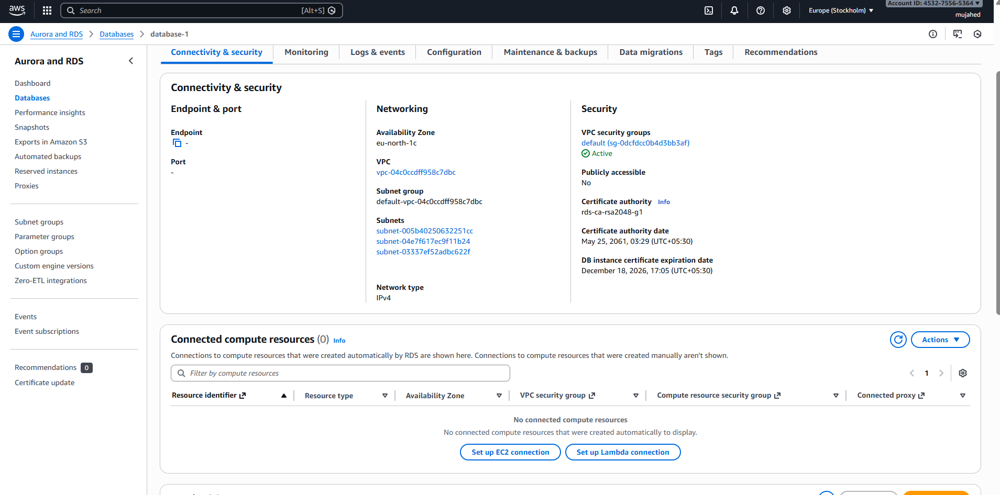 aws
Search
[Alt+S]
Europe (Stockholm)
Account ID: 4532-7556-5364
mujahed
Aurora and RDS
Databases
database-1
Aurora and RDS
Dashboard
Databases
Performance insights
Snapshots
Exports in Amazon S3
Automated backups
Reserved instances
Proxies
Subnet groups
Parameter groups
Option groups
Custom engine versions
Zero-ETL integrations
Events
Event subscriptions
Recommendations 0
Certificate update
Connectivity & security
Monitoring
Logs & events
Configuration
Maintenance & backups
Data migrations
Tags
Recommendations
Connectivity & security
Endpoint & port
Endpoint
-
Port
-
Networking
Availability Zone
eu-north-1c
VPC
vpc-04c0ccdff958c7dbc
Subnet group
default-vpc-04c0ccdff958c7dbc
Subnets
subnet-005b40250632251cc
subnet-04e7f617ec9f11b24
subnet-03337ef52adbc622f
Network type
IPv4
Security
VPC security groups
default (sg-0dcfdcc0b4d3bb3af)
Active
Publicly accessible
No
Certificate authority Info
rds-ca-rsa2048-g1
Certificate authority date
May 25, 2061, 03:29 (UTC+05:30)
DB instance certificate expiration date
December 18, 2026, 17:05 (UTC+05:30)
Connected compute resources (0) Info
Actions
Connections to compute resources that were created automatically by RDS are shown here. Connections to compute resources that were created manually aren't shown.
Filter by compute resources
1
Resource identifier
Resource type
Availability Zone
VPC security group
Compute resource security group
Connected proxy
No connected compute resources
No connected compute resources that were created automatically to display.
Set up EC2 connection
Set up Lambda connection